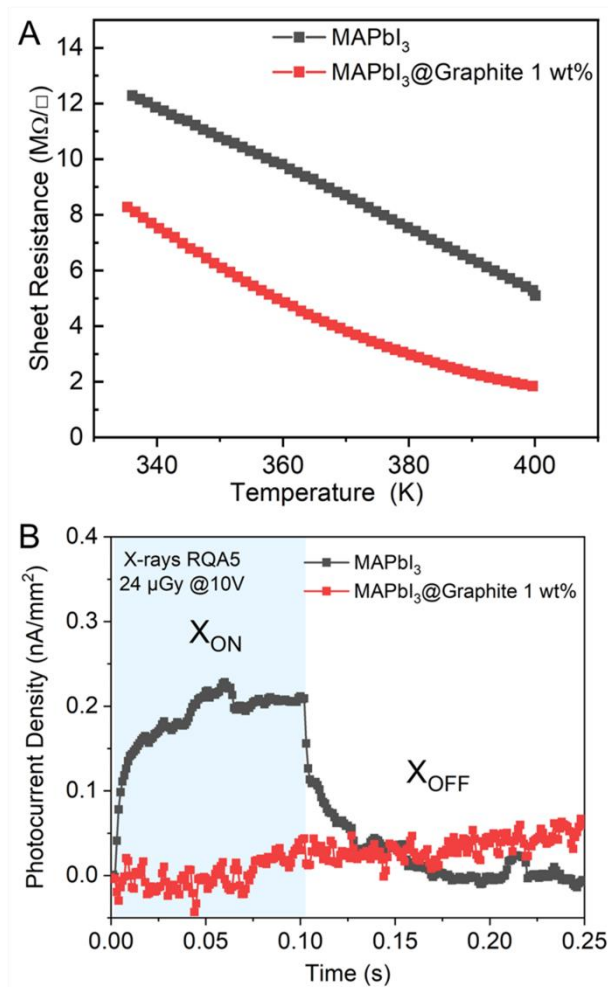 A
MAPbI₃
MAPbI₃@Graphite 1 wt%
Sheet Resistance (MΩ/□)
14
12
10
8
6
4
2
0
340
360
380
400
Temperature (K)
B
X-rays RQA5
24 µGy @10V
MAPbI₃
MAPbI₃@Graphite 1 wt%
X_ON
X_OFF
Photocurrent Density (nA/mm²)
0.4
0.3
0.2
0.1
0.0
0.00
0.05
0.10
0.15
0.20
0.25
Time (s)